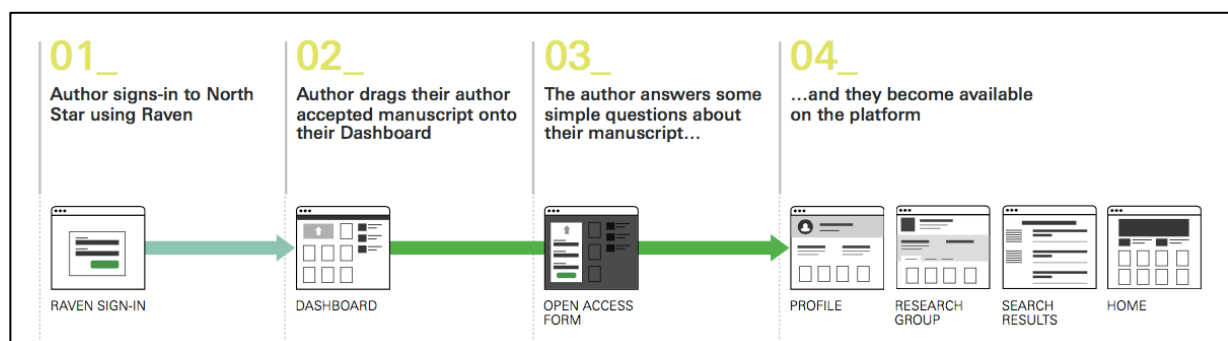 01_
Author signs-in to North
Star using Raven
02_
Author drags their author
accepted manuscript onto
their Dashboard
03_
The author answers some
simple questions about
their manuscript…
04_
…and they become available
on the platform
RAVEN SIGN-IN
DASHBOARD
OPEN ACCESS
FORM
PROFILE
RESEARCH
GROUP
SEARCH
RESULTS
HOME